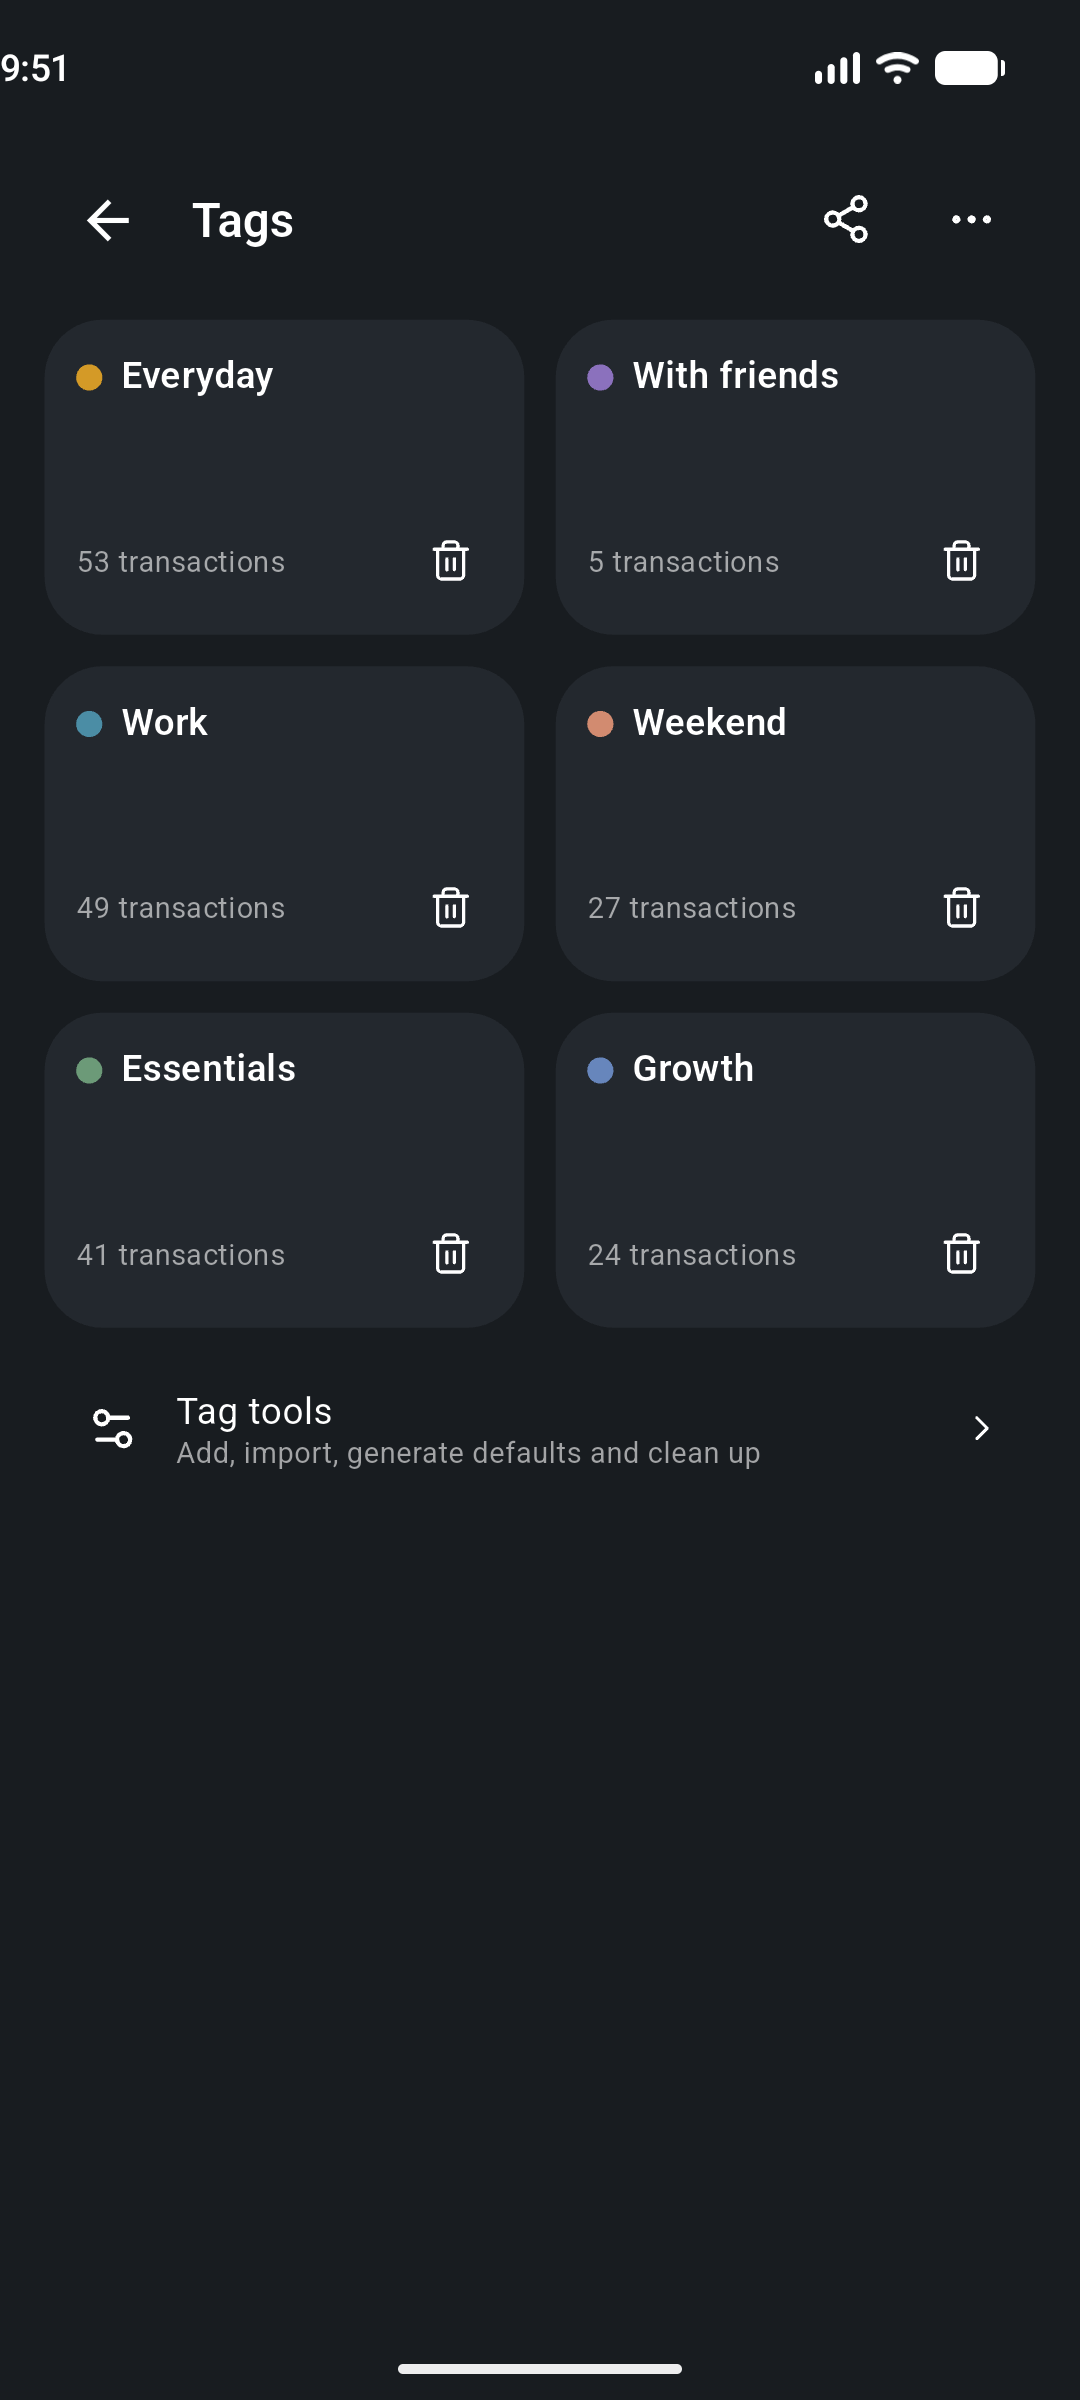 9:51
Tags
Everyday
With friends
53 transactions
5 transactions
Work
Weekend
49 transactions
27 transactions
Essentials
Growth
41 transactions
24 transactions
Tag tools
Add, import, generate defaults and clean up